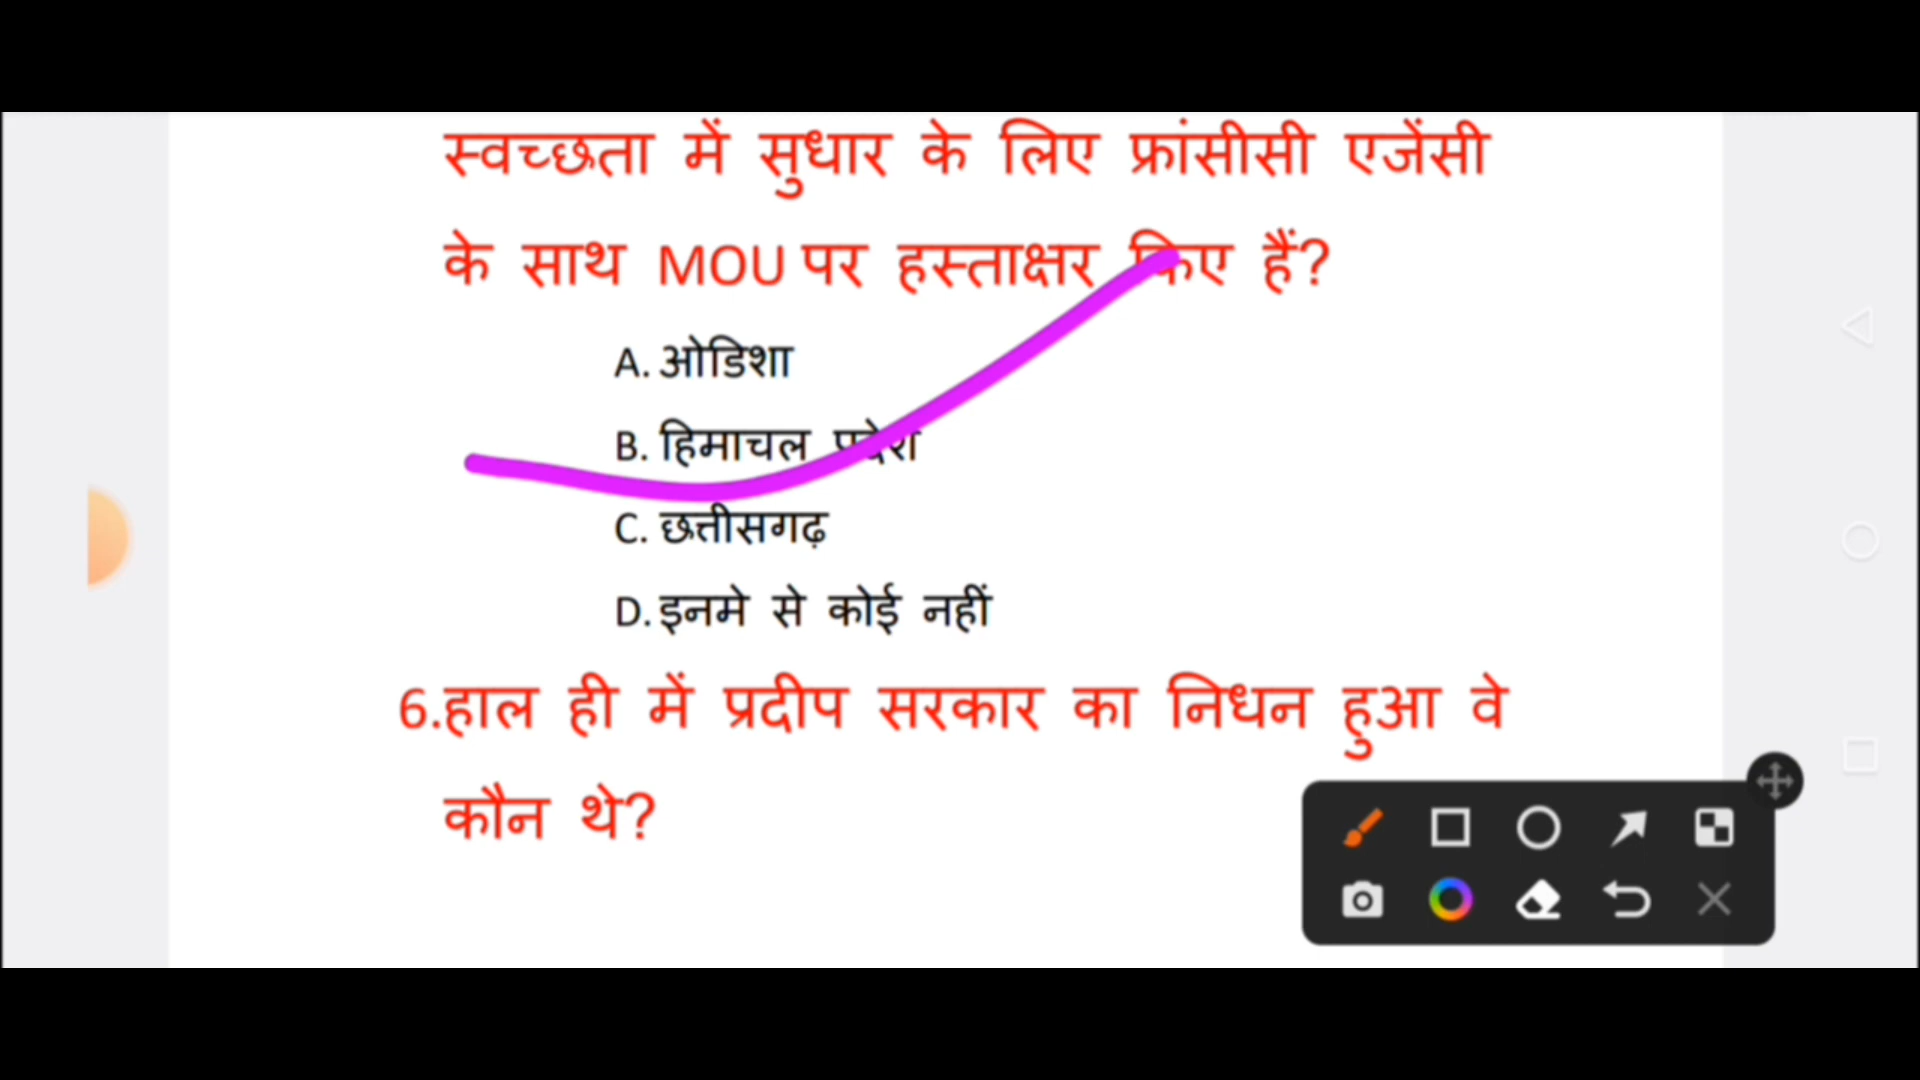 स्वच्छता में सुधार के लिए फ्रांसीसी एजेंसी
के साथ MOU पर हस्ताक्षर किए हैं?
A. ओडिशा
B. हिमाचल प्रदेश
C. छत्तीसगढ़
D. इनमे से कोई नहीं
6. हाल ही में प्रदीप सरकार का निधन हुआ वे
कौन थे?